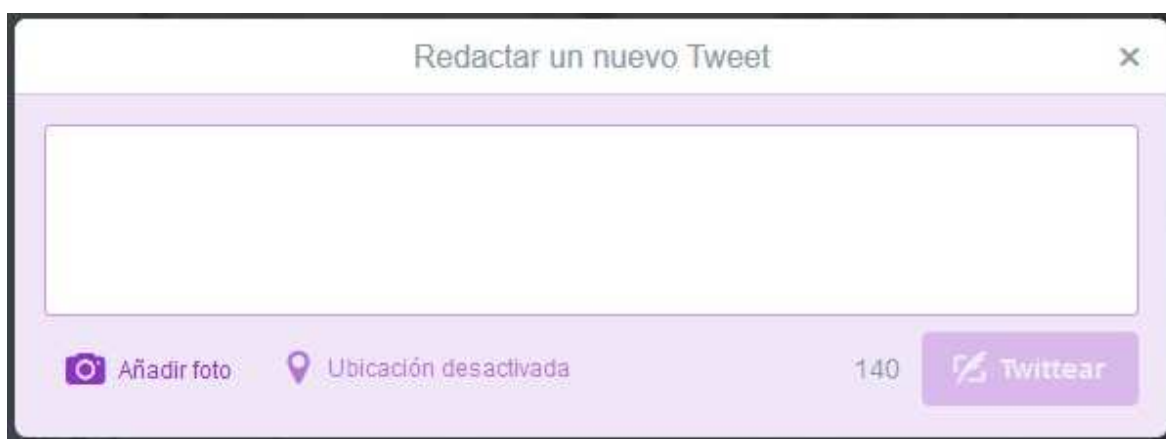 Redactar un nuevo Tweet ×
Añadir foto Ubicación desactivada 140 Twittear